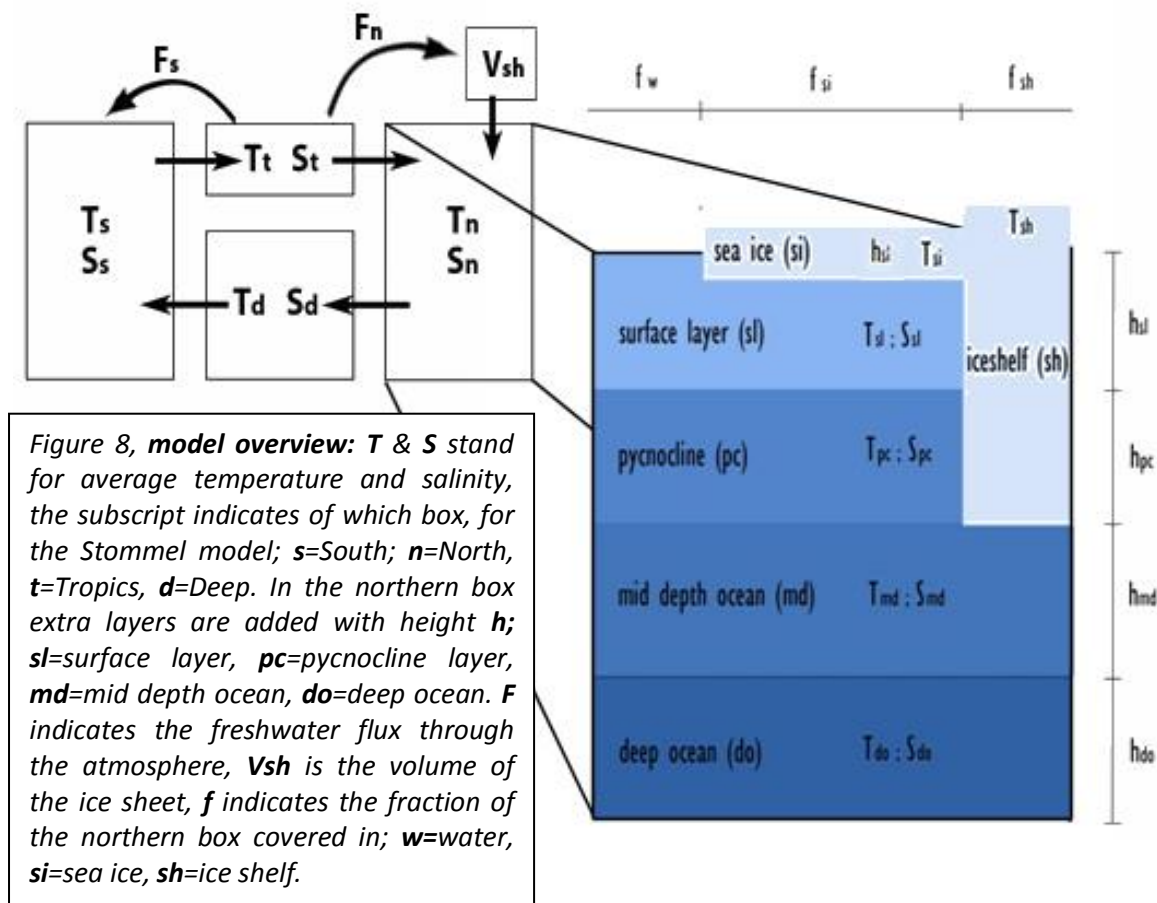 Fn
Fs
Vsh
fw
fsi
fsh
Tt St
Ts
Ss
Tn
Sn
Td Sd
Tsh
sea ice (si) hsi Tsi
surface layer (sl) Tsl ; Ssl
iceshelf (sh)
pycnocline (pc) Tpc ; Spc
mid depth ocean (md) Tmd ; Smd
deep ocean (do) Tdo ; Sdo
hsl
hpc
hmd
hdo
Figure 8, model overview: T & S stand
for average temperature and salinity,
the subscript indicates of which box, for
the Stommel model; s=South; n=North,
t=Tropics, d=Deep. In the northern box
extra layers are added with height h;
sl=surface layer, pc=pycnocline layer,
md=mid depth ocean, do=deep ocean. F
indicates the freshwater flux through
the atmosphere, Vsh is the volume of
the ice sheet, f indicates the fraction of
the northern box covered in; w=water,
si=sea ice, sh=ice shelf.